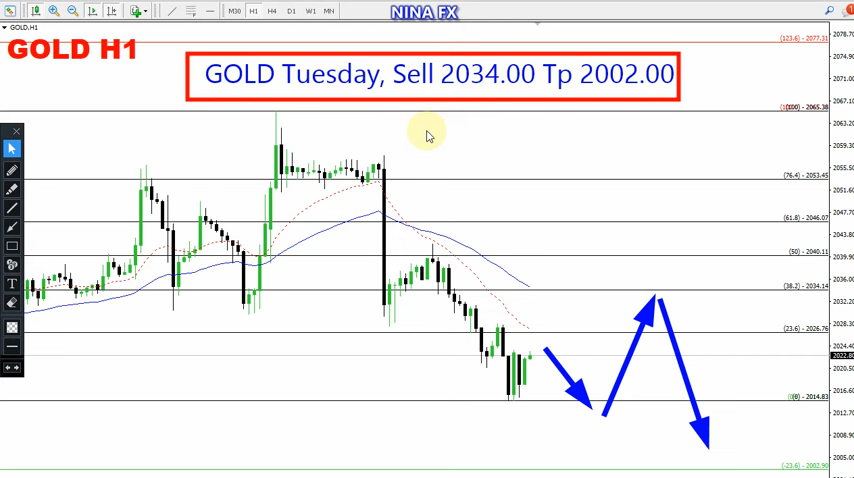 NINA FX
M30 H1 H4 D1 W1 MN
GOLD,H1
GOLD H1
GOLD Tuesday, Sell 2034.00 Tp 2002.00
(123.6) - 2077.31
(100) - 2065.38
(76.4) - 2053.45
(61.8) - 2046.07
(50) - 2040.11
(38.2) - 2034.14
(23.6) - 2026.76
(0) - 2014.83
(-23.6) - 2002.90
2078.70
2074.90
2071.00
2067.10
2063.20
2059.30
2055.50
2051.60
2047.70
2043.80
2039.90
2036.00
2032.20
2028.30
2024.40
2022.80
2020.50
2016.60
2012.70
2008.90
2005.00
T